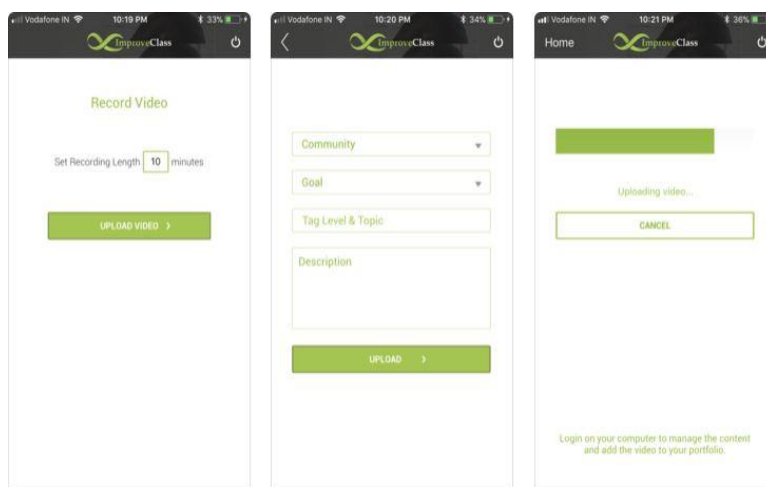 Vodafone IN 10:19 PM 33%
ImproveClass
Record Video
Set Recording Length 10 minutes
UPLOAD VIDEO >
Vodafone IN 10:20 PM 34%
ImproveClass
Community
Goal
Tag Level & Topic
Description
UPLOAD >
Vodafone IN 10:21 PM 36%
Home ImproveClass
Uploading video...
CANCEL
Login on your computer to manage the content
and add the video to your portfolio.